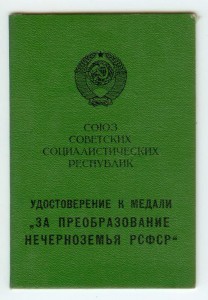 СОЮЗ
СОВЕТСКИХ
СОЦИАЛИСТИЧЕСКИХ
РЕСПУБЛИК
УДОСТОВЕРЕНИЕ К МЕДАЛИ
„ЗА ПРЕОБРАЗОВАНИЕ
НЕЧЕРНОЗЕМЬЯ РСФСР“